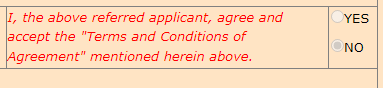 I, the above referred applicant, agree and
accept the "Terms and Conditions of
Agreement" mentioned herein above.
YES
NO